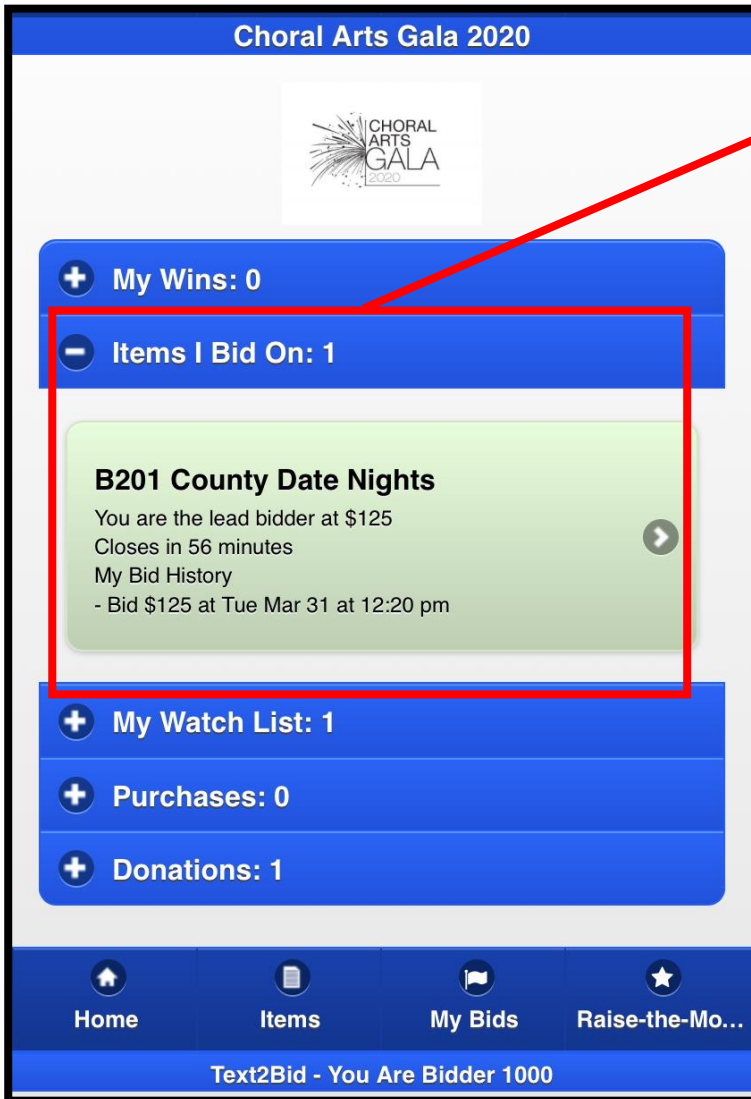 Choral Arts Gala 2020
CHORAL
ARTS
GALA
2020
My Wins: 0
Items I Bid On: 1
B201 County Date Nights
You are the lead bidder at $125
Closes in 56 minutes
My Bid History
- Bid $125 at Tue Mar 31 at 12:20 pm
My Watch List: 1
Purchases: 0
Donations: 1
Home Items My Bids Raise-the-Mo...
Text2Bid - You Are Bidder 1000